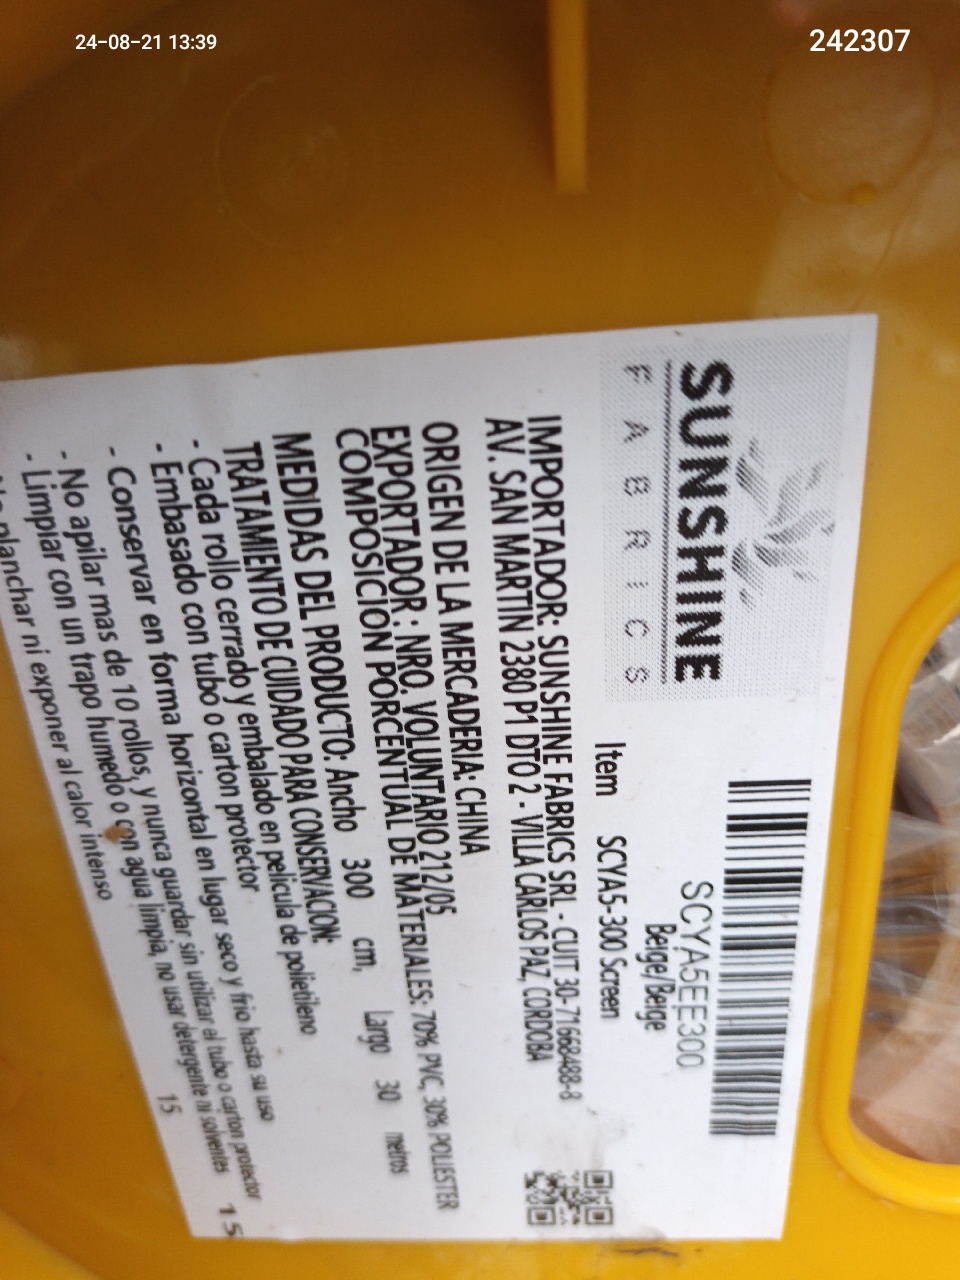 24-08-21 13:39
242307
SUNSHINE
FABRICS
SCYA5EE300
Beige/Beige
Item SCYA5-300 Screen
IMPORTADOR: SUNSHINE FABRICS SRL - CUIT 30-71668488-8
AV. SAN MARTIN 2380 P1 DTO 2 - VILA CARLOS PAZ, CORDOBA
ORIGEN DE LA MERCADERIA: CHINA
EXPORTADOR : NRO. VOLUNTARIO 212/05
COMPOSICION PORCENTUAL DE MATERIALES: 70% PVC, 30% POLIESTER
MEDIDAS DEL PRODUCTO: Ancho 300 cm, Largo 30 metros
TRATAMIENTO DE CUIDADO PARA CONSERVACION:
- Cada rollo cerrado y embalado en pelicula de polietileno
- Embasado con tubo o carton protector
- Conservar en forma horizontal en lugar seco y frio hasta su uso
- No apilar mas de 10 rollos, y nunca guardar sin utilizar el tubo o carton protector
- Limpiar con un trapo humedo o con agua limpia, no usar detergente ni solventes
planchar ni exponer al calor intenso
15
15